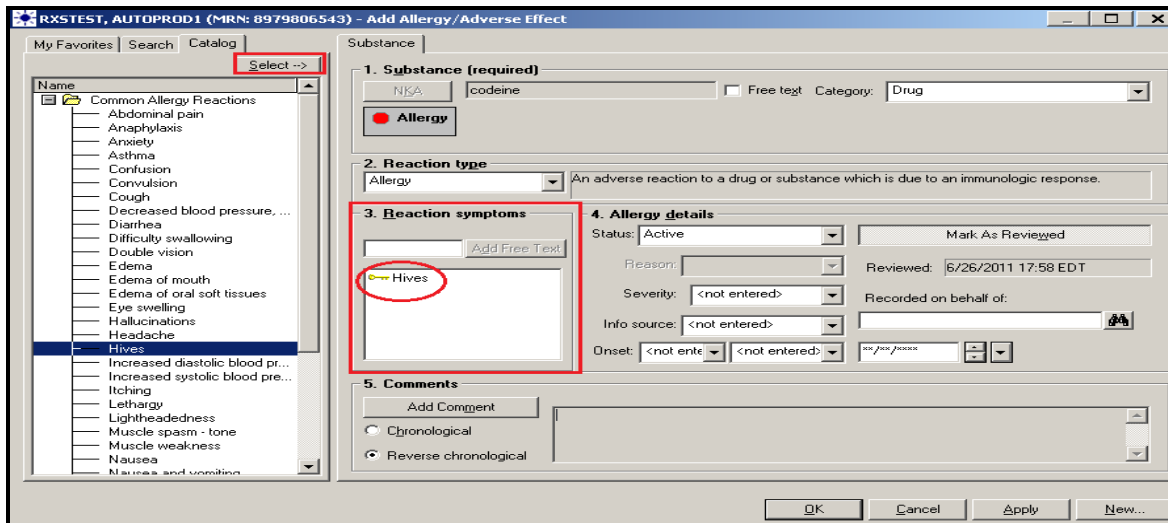 RXSTEST, AUTOPROD1 (MRN: 8979806543) - Add Allergy/Adverse Effect
My Favorites Search Catalog
Select -->
Name
Common Allergy Reactions
Abdominal pain
Anaphylaxis
Anxiety
Asthma
Confusion
Convulsion
Cough
Decreased blood pressure, ...
Diarrhea
Difficulty swallowing
Double vision
Edema
Edema of mouth
Edema of oral soft tissues
Eye swelling
Hallucinations
Headache
Hives
Increased diastolic blood pr...
Increased systolic blood pre...
Itching
Lethargy
Lightheadedness
Muscle spasm - tone
Muscle weakness
Nausea
Nausea and vomiting
Substance
1. Substance (required)
NKA codeine Free text Category: Drug
Allergy
2. Reaction type
Allergy An adverse reaction to a drug or substance which is due to an immunologic response.
3. Reaction symptoms
Add Free Text
Hives
4. Allergy details
Status: Active Mark As Reviewed
Reason: Reviewed: 6/26/2011 17:58 EDT
Severity: <not entered> Recorded on behalf of:
Info source: <not entered>
Onset: <not ente <not entered> **/**/****
5. Comments
Add Comment
Chronological
Reverse chronological
OK Cancel Apply New...